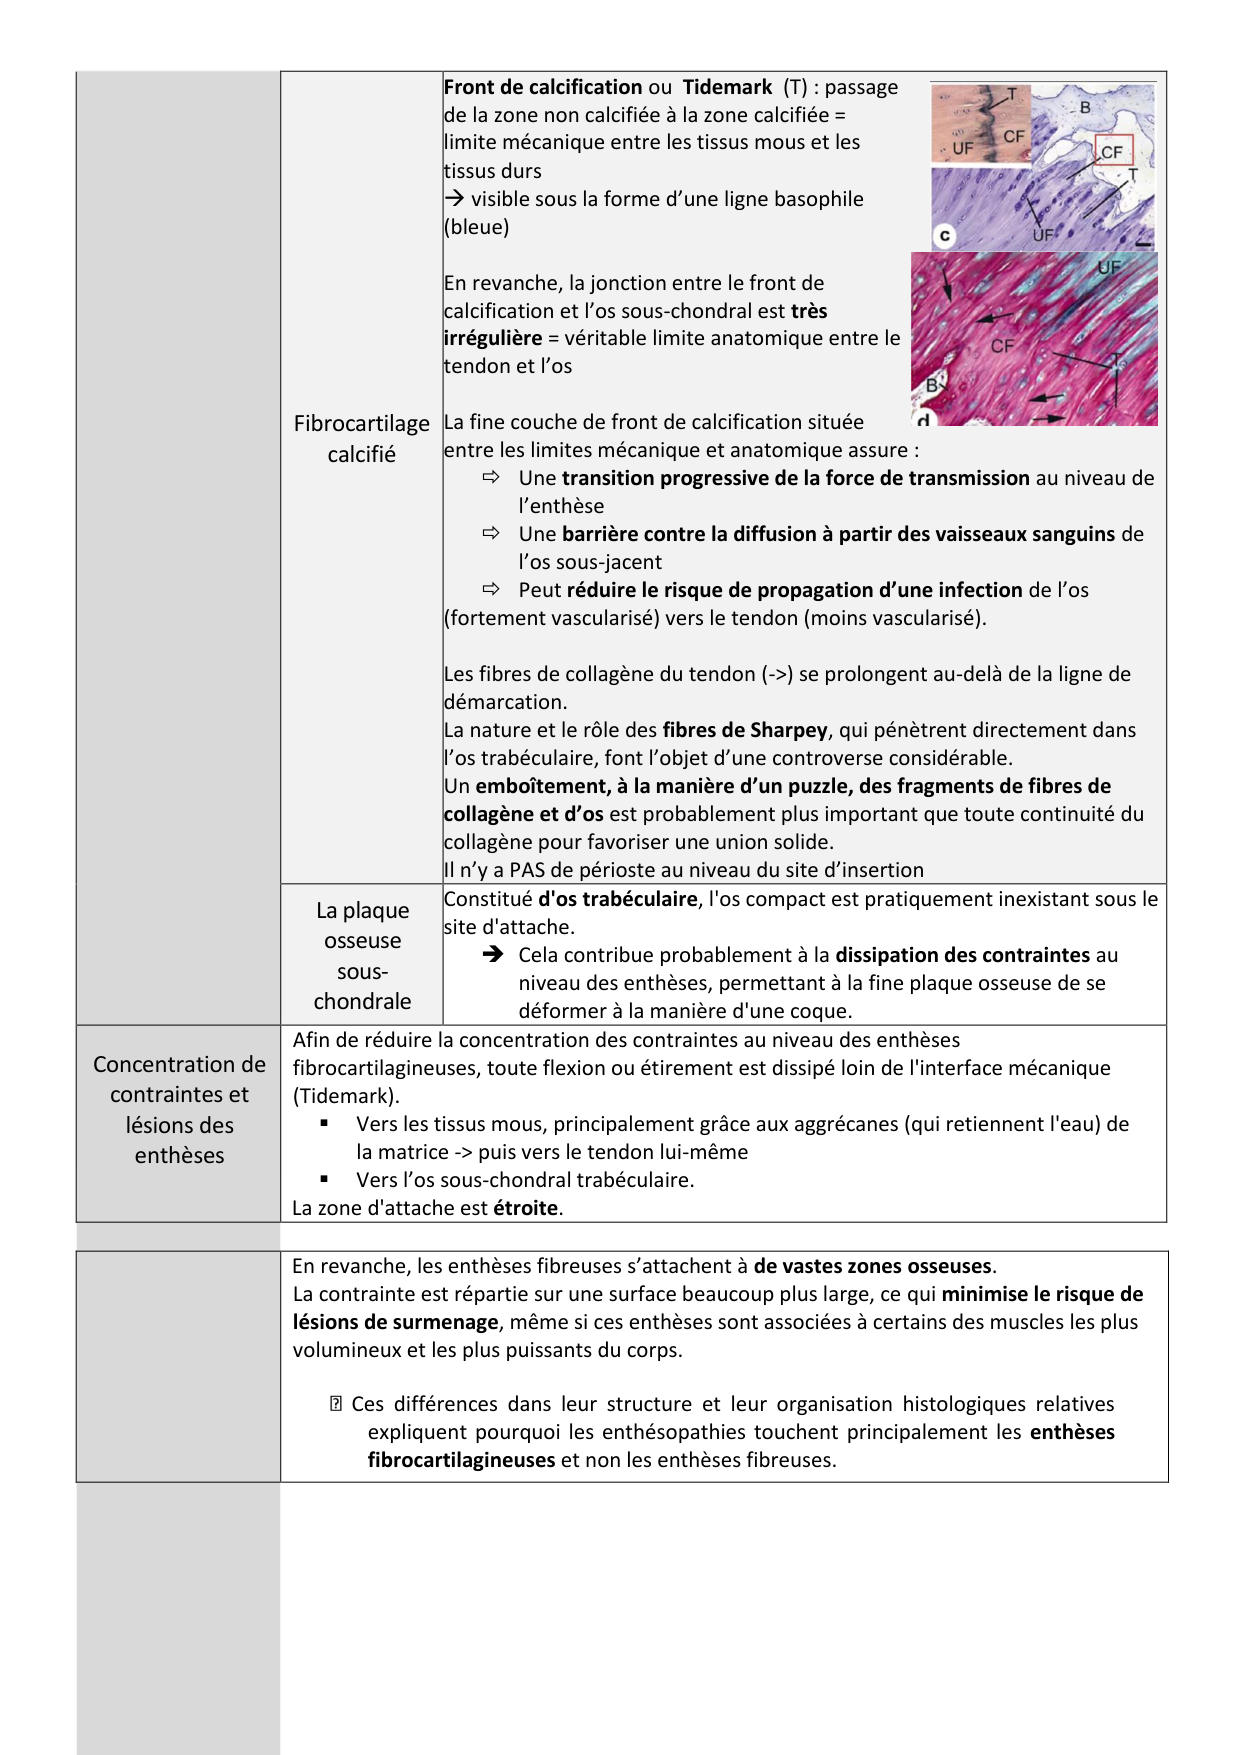 Front de calcification ou Tidemark (T) : passage
de la zone non calcifiée à la zone calcifiée =
limite mécanique entre les tissus mous et les
tissus durs
→ visible sous la forme d’une ligne basophile
(bleue)
T
CF
UF
B
CF
T
UF
c
En revanche, la jonction entre le front de
calcification et l’os sous-chondral est très
irrégulière = véritable limite anatomique entre le
tendon et l’os
UF
CF
T
B
d
Fibrocartilage
calcifié
La fine couche de front de calcification située
entre les limites mécanique et anatomique assure :
⇨ Une transition progressive de la force de transmission au niveau de
l’enthèse
⇨ Une barrière contre la diffusion à partir des vaisseaux sanguins de
l’os sous-jacent
⇨ Peut réduire le risque de propagation d’une infection de l’os
(fortement vascularisé) vers le tendon (moins vascularisé).
Les fibres de collagène du tendon (->) se prolongent au-delà de la ligne de
démarcation.
La nature et le rôle des fibres de Sharpey, qui pénètrent directement dans
l’os trabéculaire, font l’objet d’une controverse considérable.
Un emboîtement, à la manière d’un puzzle, des fragments de fibres de
collagène et d’os est probablement plus important que toute continuité du
collagène pour favoriser une union solide.
Il n’y a PAS de périoste au niveau du site d’insertion
La plaque
osseuse
sous-
chondrale
Constitué d'os trabéculaire, l'os compact est pratiquement inexistant sous le
site d'attache.
➔ Cela contribue probablement à la dissipation des contraintes au
niveau des enthèses, permettant à la fine plaque osseuse de se
déformer à la manière d'une coque.
Concentration de
contraintes et
lésions des
enthèses
Afin de réduire la concentration des contraintes au niveau des enthèses
fibrocartilagineuses, toute flexion ou étirement est dissipé loin de l'interface mécanique
(Tidemark).
▪ Vers les tissus mous, principalement grâce aux aggrécanes (qui retiennent l'eau) de
la matrice -> puis vers le tendon lui-même
▪ Vers l’os sous-chondral trabéculaire.
La zone d'attache est étroite.
En revanche, les enthèses fibreuses s’attachent à de vastes zones osseuses.
La contrainte est répartie sur une surface beaucoup plus large, ce qui minimise le risque de
lésions de surmenage, même si ces enthèses sont associées à certains des muscles les plus
volumineux et les plus puissants du corps.
Ces différences dans leur structure et leur organisation histologiques relatives
expliquent pourquoi les enthésopathies touchent principalement les enthèses
fibrocartilagineuses et non les enthèses fibreuses.